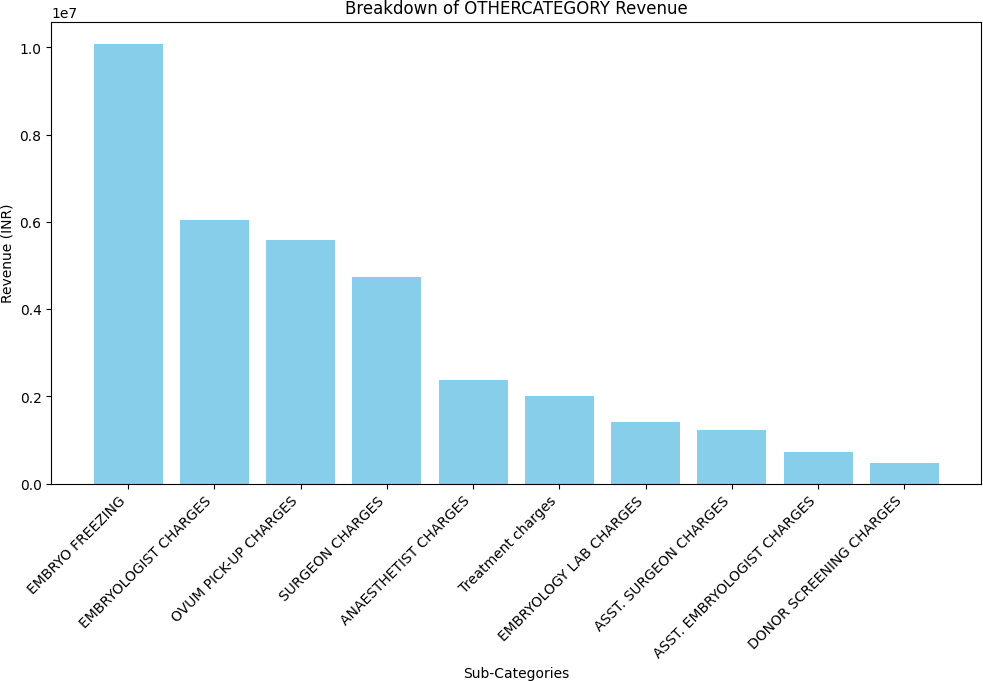 Breakdown of OTHERCATEGORY Revenue
1e7
1.0
0.8
0.6
0.4
0.2
0.0
Revenue (INR)
EMBRYO FREEZING
EMBRYOLOGIST CHARGES
OVUM PICK-UP CHARGES
SURGEON CHARGES
ANAESTHETIST CHARGES
Treatment charges
EMBRYOLOGY LAB CHARGES
ASST. SURGEON CHARGES
ASST. EMBRYOLOGIST CHARGES
DONOR SCREENING CHARGES
Sub-Categories